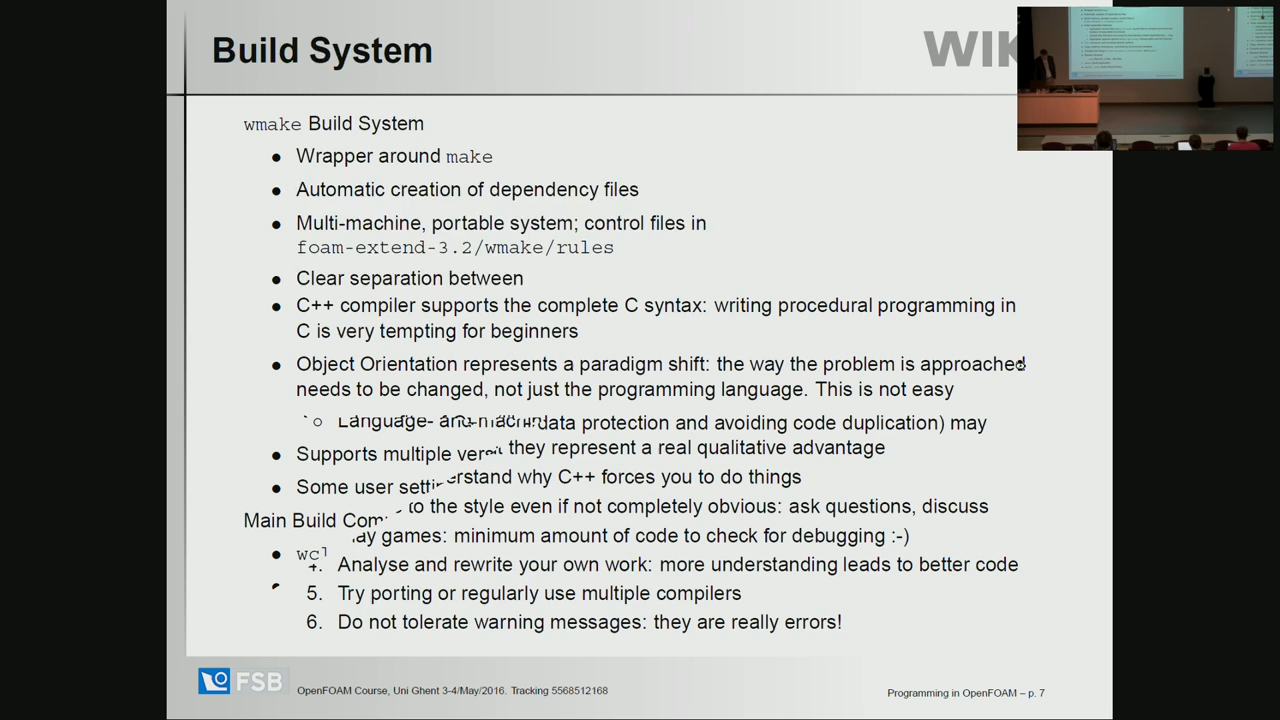 Build System
WIK
wmake Build System
• Wrapper around make
• Automatic creation of dependency files
• Multi-machine, portable system; control files in
foam-extend-3.2/wmake/rules
• Clear separation between
• C++ compiler supports the complete C syntax: writing procedural programming in
C is very tempting for beginners
• Object Orientation represents a paradigm shift: the way the problem is approached
needs to be changed, not just the programming language. This is not easy
○ Language- and data protection and avoiding code duplication) may
• Supports multiple they represent a real qualitative advantage
• Some user why C++ forces you to do things
to the style even if not completely obvious: ask questions, discuss
Main Build
games: minimum amount of code to check for debugging :-)
Analyse and rewrite your own work: more understanding leads to better code
5. Try porting or regularly use multiple compilers
6. Do not tolerate warning messages: they are really errors!
FSB
OpenFOAM Course, Uni Ghent 3-4/May/2016. Tracking 5568512168
Programming in OpenFOAM – p. 7